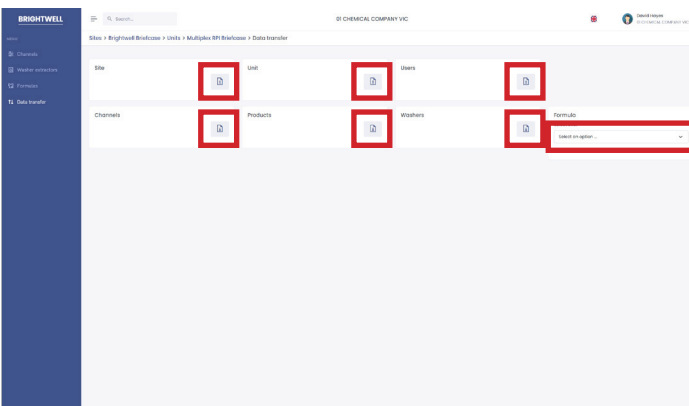 BRIGHTWELL
Search...
01 CHEMICAL COMPANY VIC
MENU
Sites > Brightwell Briefcase > Units > Multiplex RPI Briefcase > Data transfer
Channels
Washer extractors
Formulas
Data transfer
Site
Unit
Users
Channels
Products
Washers
Formula
Select an option ...